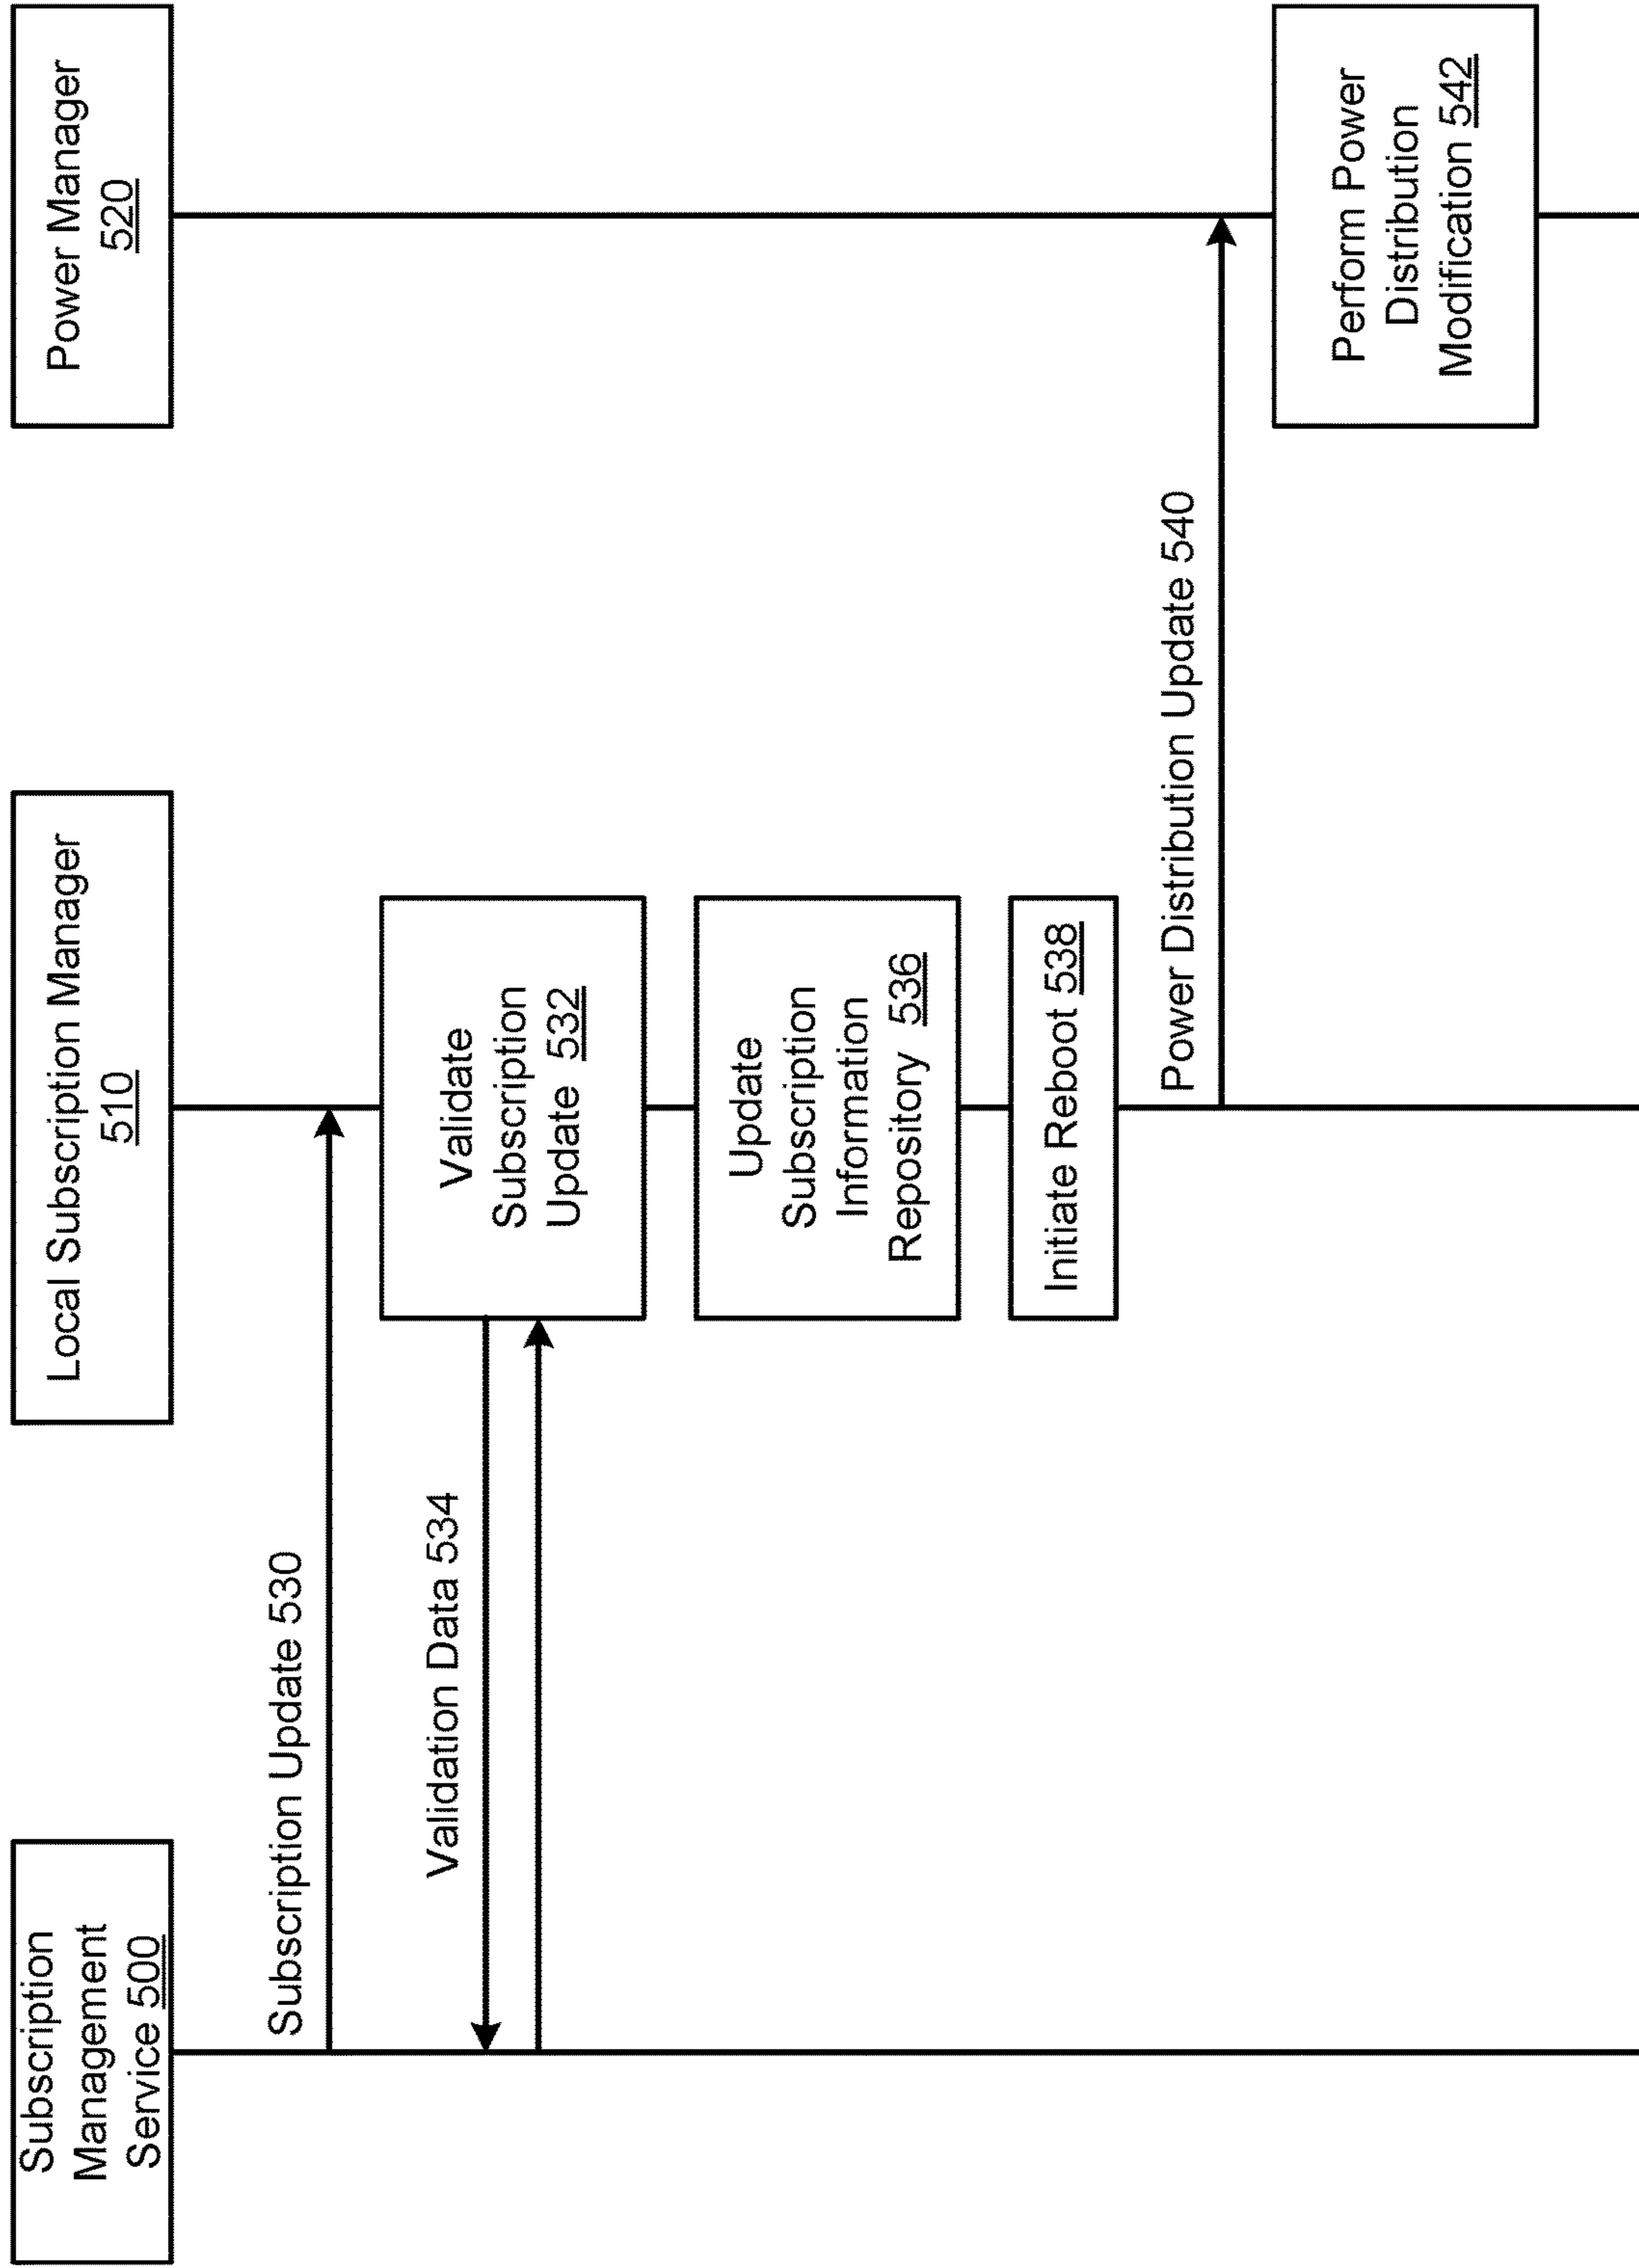 Subscription
Management
Service 500
Local Subscription Manager
510
Power Manager
520
Subscription Update 530
Validate
Subscription
Update 532
Validation Data 534
Update
Subscription
Information
Repository 536
Initiate Reboot 538
Power Distribution Update 540
Perform Power
Distribution
Modification 542